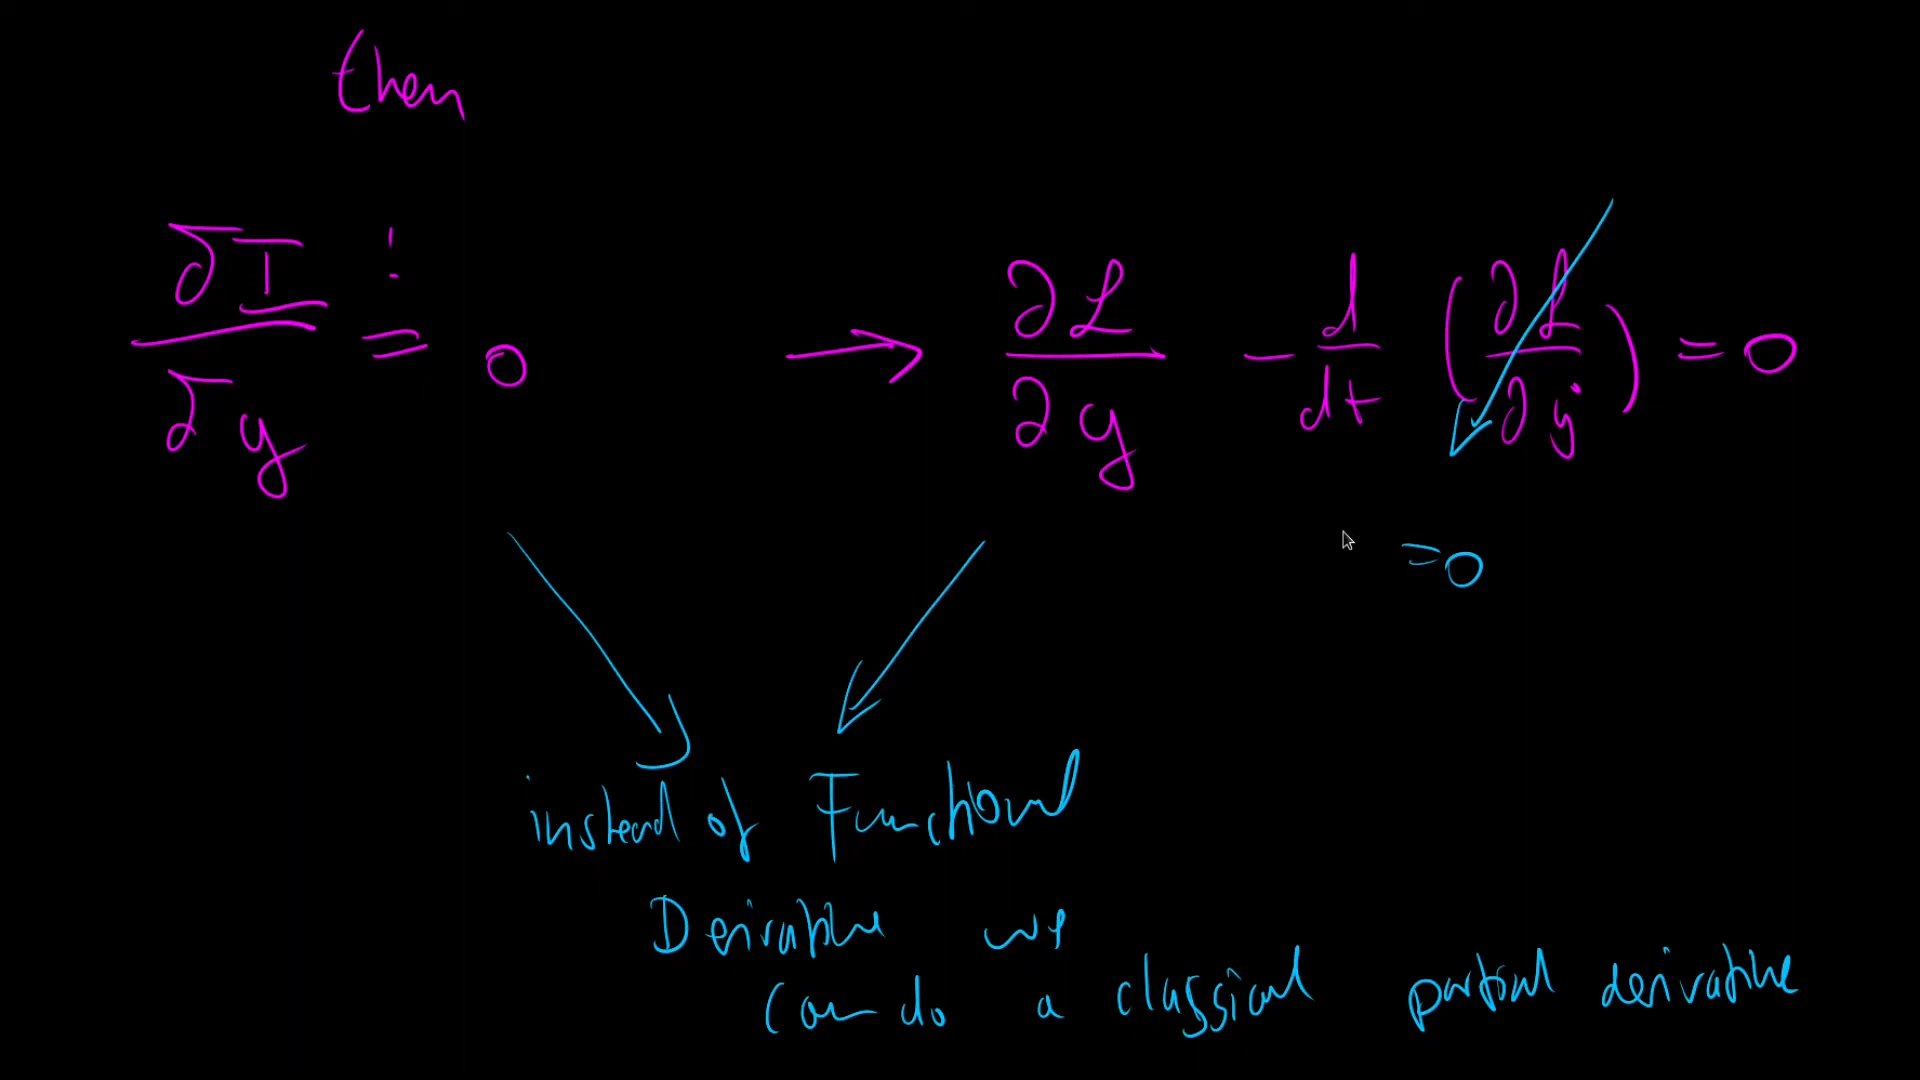 then
∂I/∂y != 0 → ∂ℒ/∂y - d/dt (∂ℒ/∂ẏ) = 0
=0
instead of Functional
Derivative we
can do a classical partial derivative